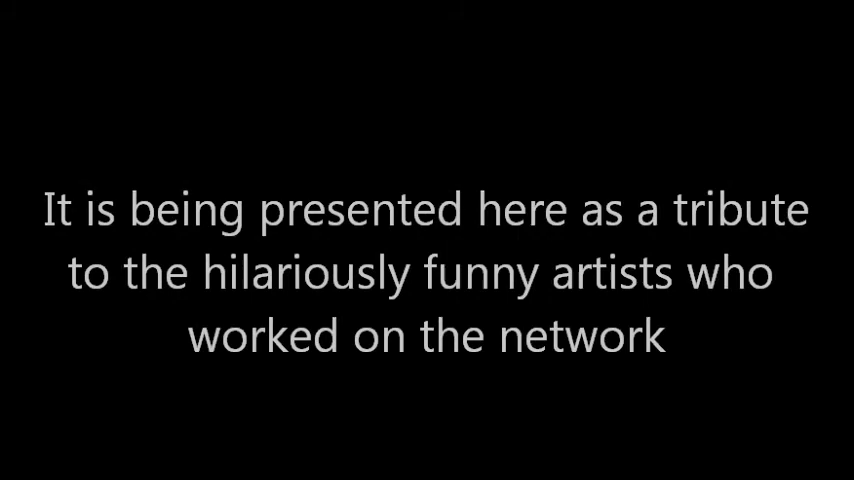 It is being presented here as a tribute
to the hilariously funny artists who
worked on the network